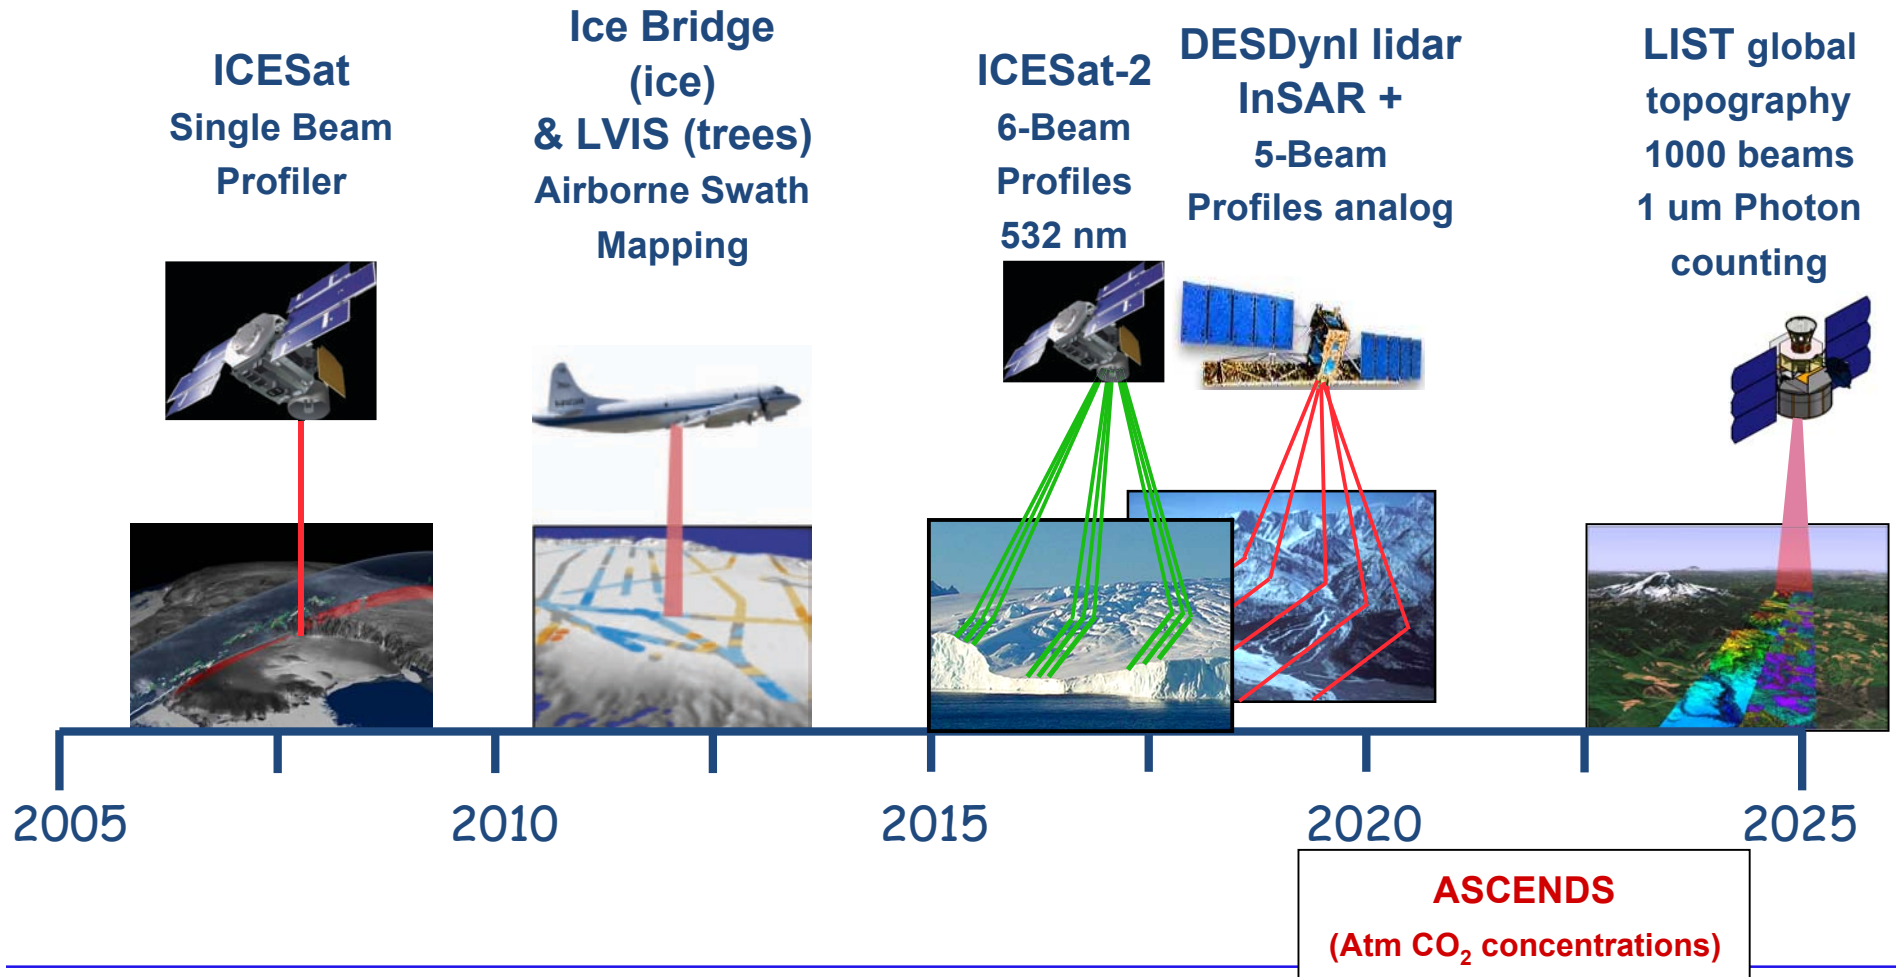 ICESat
Single Beam
Profiler
Ice Bridge
(ice)
& LVIS (trees)
Airborne Swath
Mapping
ICESat-2
6-Beam
Profiles
532 nm
DESDynl lidar
InSAR +
5-Beam
Profiles analog
LIST global
topography
1000 beams
1 um Photon
counting
2005
2010
2015
2020
2025
ASCENDS
(Atm CO₂ concentrations)